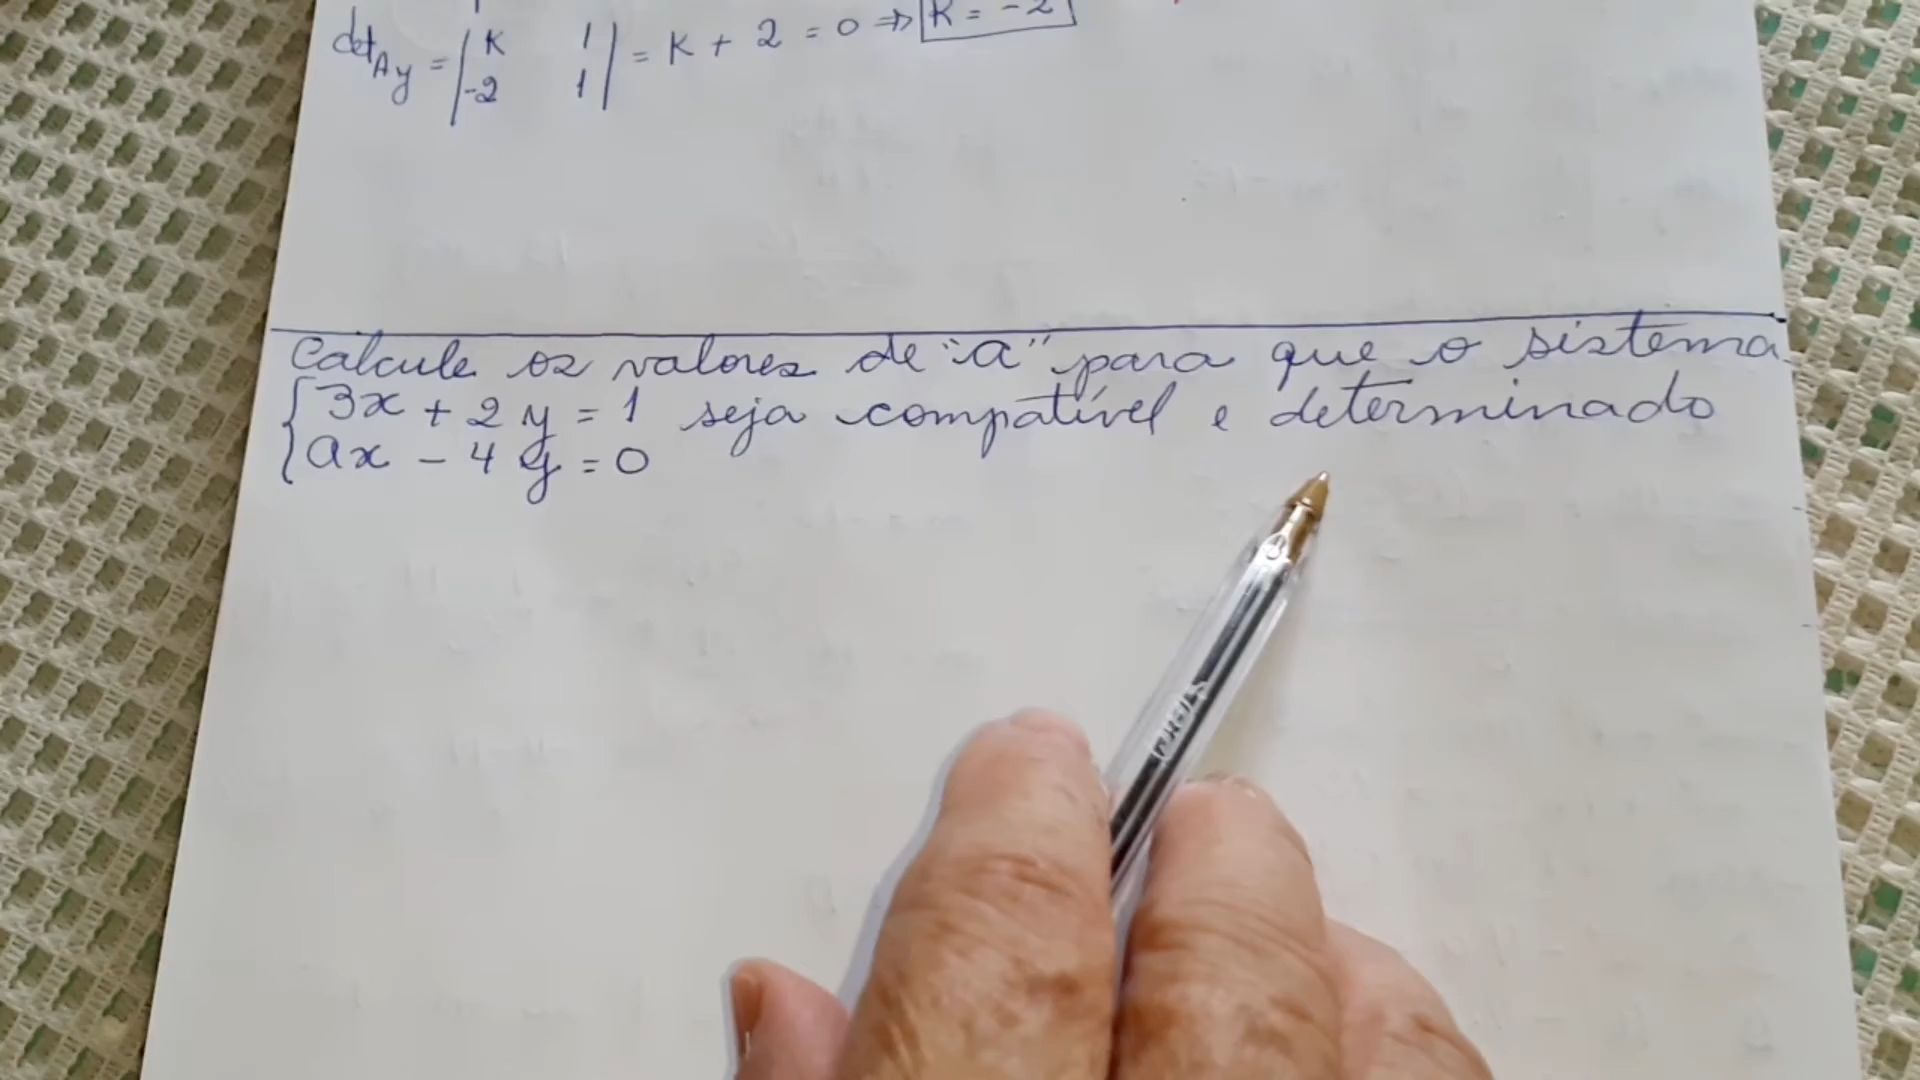 det Ay = | K 1 | = K + 2 = 0 => K = -2
| -2 1 |
Calcule os valores de "a" para que o sistema
{ 3x + 2y = 1 seja compatível e determinado
{ ax - 4y = 0